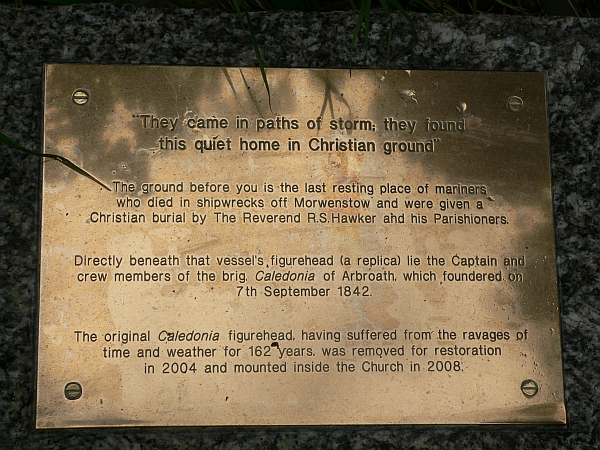 "They came in paths of storm; they found
this quiet home in Christian ground"
The ground before you is the last resting place of mariners
who died in shipwrecks off Morwenstow and were given a
Christian burial by The Reverend R.S.Hawker and his Parishioners.
Directly beneath that vessel's figurehead (a replica) lie the Captain and
crew members of the brig, Caledonia of Arbroath, which foundered on
7th September 1842.
The original Caledonia figurehead, having suffered from the ravages of
time and weather for 162 years, was removed for restoration
in 2004 and mounted inside the Church in 2008.